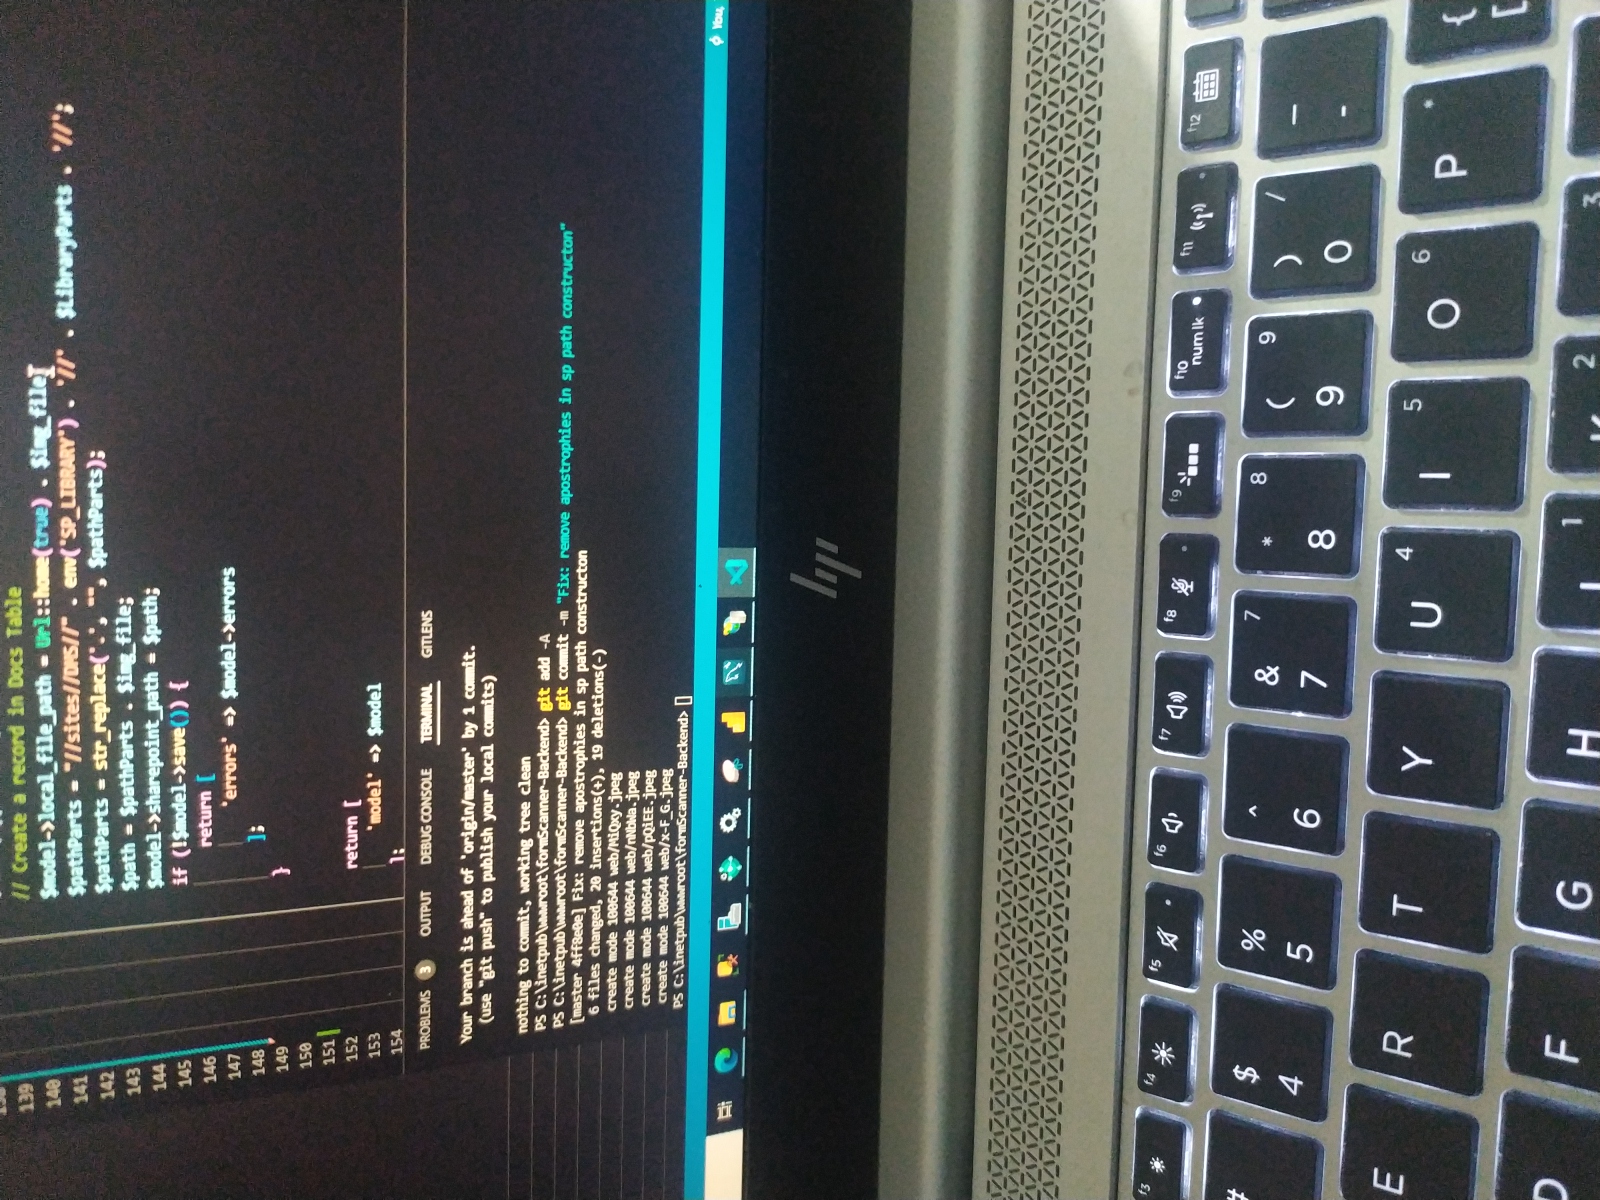 139 // Create a record in Docs Table
140 $model->local_file_path = Url::home(true) . $img_file;
141 $pathParts = "//sites//DMS//" . env('SP_LIBRARY') . '//' . $LibraryParts . '//';
142 $pathParts = str_replace('.', "", $pathParts);
143 $path = $pathParts . $img_file;
144 $model->sharepoint_path = $path;
145 if (!$model->save()) {
146 return [
147 'errors' => $model->errors
148 ];
149 }
150
151
152 return [
153 'model' => $model
154 ];
PROBLEMS 3 OUTPUT DEBUG CONSOLE TERMINAL GITLENS
Your branch is ahead of 'origin/master' by 1 commit.
(use "git push" to publish your local commits)
nothing to commit, working tree clean
PS C:\inetpub\wwwroot\formScanner-Backend> git add -A
PS C:\inetpub\wwwroot\formScanner-Backend> git commit -m "Fix: remove apostrophies in sp path constructon"
[master 4ff8e0e] Fix: remove apostrophies in sp path constructon
6 files changed, 20 insertions(+), 19 deletions(-)
create mode 100644 web/MiQxy.jpeg
create mode 100644 web/nNbWa.jpeg
create mode 100644 web/pQiEE.jpeg
create mode 100644 web/x-F_G.jpeg
PS C:\inetpub\wwwroot\formScanner-Backend>
You,
hp
f3 f4 f5 f6 f7 f8 f9 f10 num lk f11 f12
# $ 4 % 5 ^ 6 & 7 7 * 8 8 ( 9 9 ) 0 / _ -
E R T Y U 4 I 5 O 6 P * { [
D F G H 1 2 3